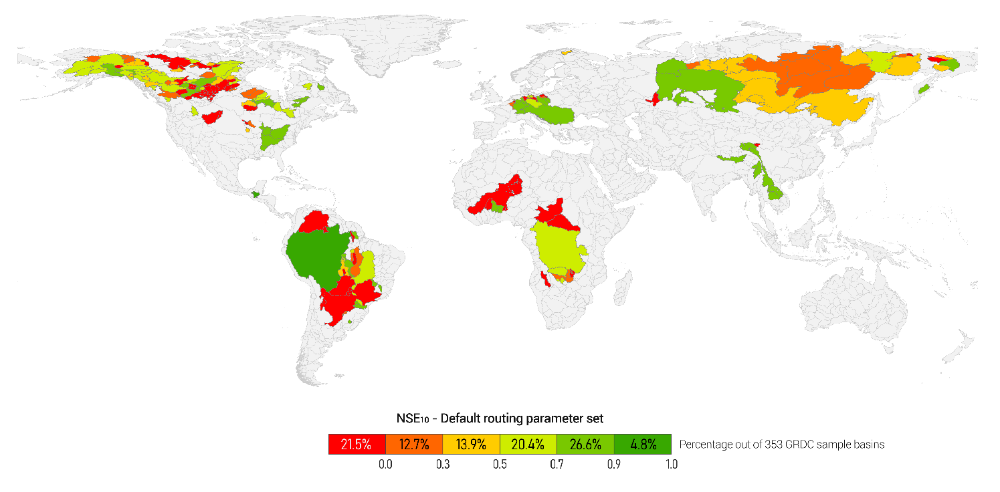 NSE₁₀ - Default routing parameter set
21.5% 12.7% 13.9% 20.4% 26.6% 4.8% Percentage out of 353 GRDC sample basins
0.0 0.3 0.5 0.7 0.9 1.0